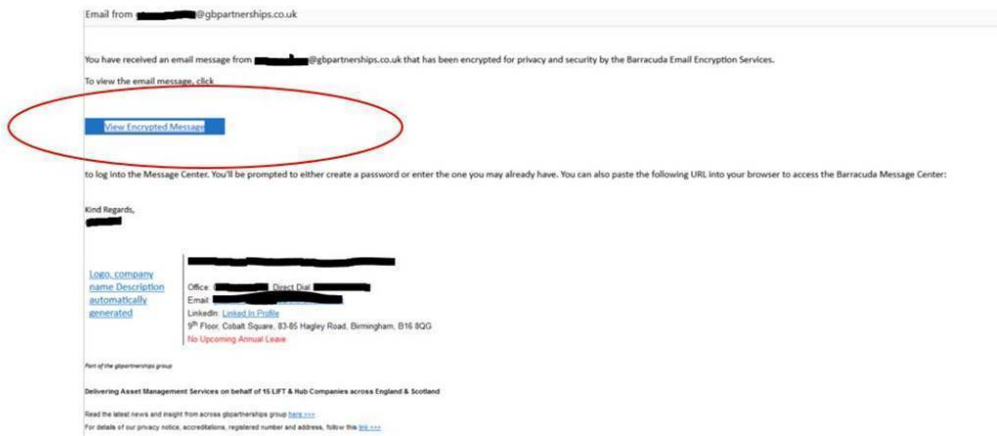 Email from @gbpartnerships.co.uk
You have received an email message from @gbpartnerships.co.uk that has been encrypted for privacy and security by the Barracuda Email Encryption Services.
To view the email message, click
View Encrypted Message
to log into the Message Center. You'll be prompted to either create a password or enter the one you may already have. You can also paste the following URL into your browser to access the Barracuda Message Center:
Kind Regards,
Logo, company
name Description
automatically
generated
Office: Direct Dial
Email:
LinkedIn: Linked In Profile
9th Floor, Cobalt Square, 83-85 Hagley Road, Birmingham, B16 8QG
No Upcoming Annual Leave
Part of the gbpartnerships group
Delivering Asset Management Services on behalf of 15 LIFT & Hub Companies across England & Scotland
Read the latest news and insight from across gbpartnerships group here >>>
For details of our privacy notice, accreditations, registered number and address, follow this link >>>